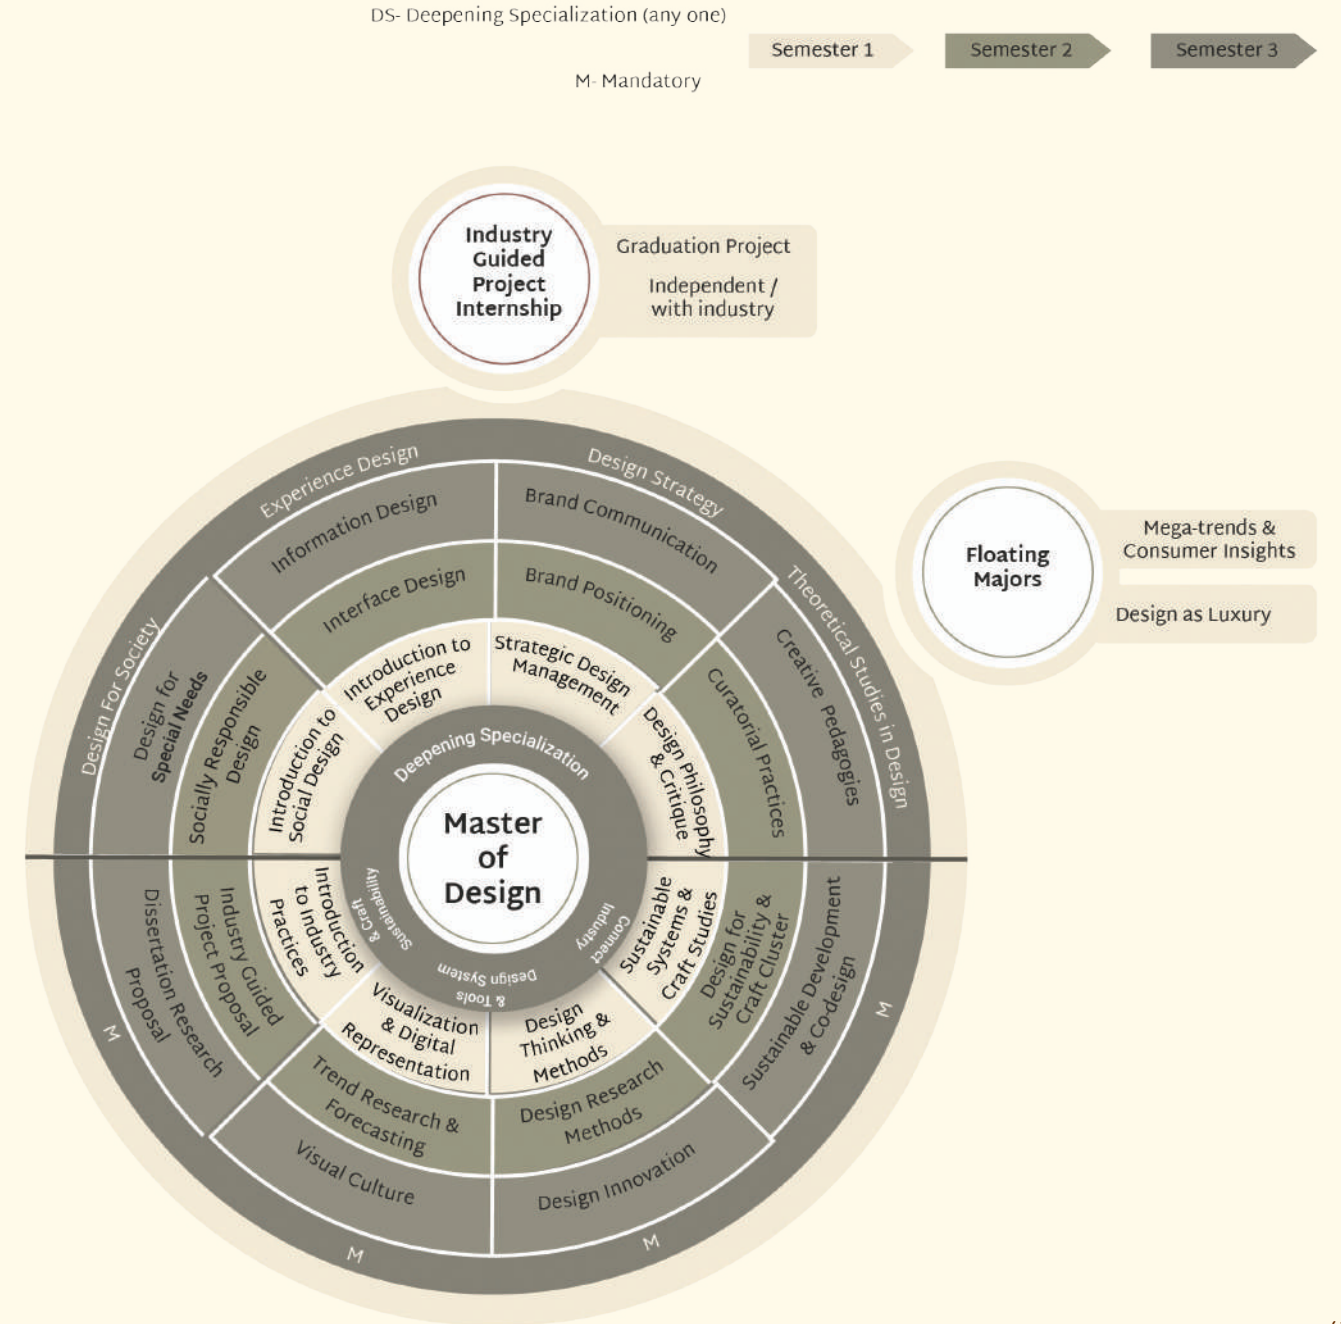 DS- Deepening Specialization (any one)
Semester 1
Semester 2
Semester 3
M- Mandatory
Industry
Guided
Project
Internship
Graduation Project
Independent /
with industry
Floating
Majors
Mega-trends &
Consumer Insights
Design as Luxury
Design For Society
Experience Design
Design Strategy
Theoretical Studies in Design
Design for
Special Needs
Information Design
Brand Communication
Creative Pedagogies
Socially Responsible
Design
Interface Design
Brand Positioning
Curatorial Practices
Introduction to
Social Design
Introduction to
Experience
Design
Strategic Design
Management
Design Philosophy
& Critique
Deepening Specialization
Master
of
Design
Sustainability
& Craft
Design System
& Tools
Industry
Connect
Introduction
to Industry
Practices
Visualization
& Digital
Representation
Design
Thinking &
Methods
Sustainable
Systems &
Craft Studies
Industry Guided
Project Proposal
Trend Research &
Forecasting
Design Research
Methods
Design for
Sustainability &
Craft Cluster
Dissertation Research
Proposal
Visual Culture
Design Innovation
Sustainable Development
& Co-design
M
M
M
M